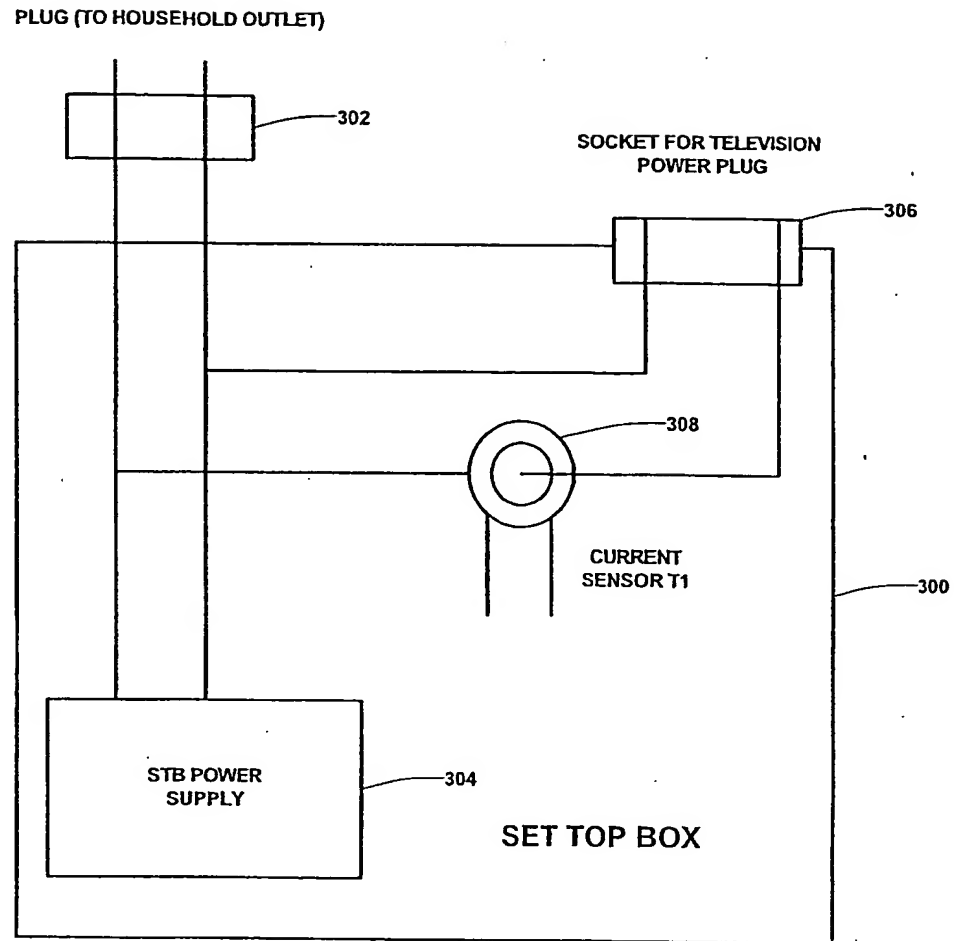 PLUG (TO HOUSEHOLD OUTLET)
302
SOCKET FOR TELEVISION
POWER PLUG
306
308
CURRENT
SENSOR T1
300
STB POWER
SUPPLY
304
SET TOP BOX